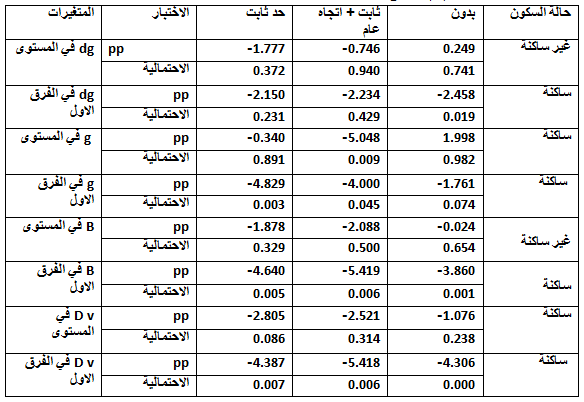 المتغيرات الاختبار حد ثابت ثابت + اتجاه عام بدون حالة السكون
dg في المستوى pp -1.777 -0.746 0.249 غير ساكنة
الاحتمالية 0.372 0.940 0.741
dg في الفرق الاول pp -2.150 -2.234 -2.458 ساكنة
الاحتمالية 0.231 0.429 0.019
g في المستوى pp -0.340 -5.048 1.998 ساكنة
الاحتمالية 0.891 0.009 0.982
g في الفرق الاول pp -4.829 -4.000 -1.761 ساكنة
الاحتمالية 0.003 0.045 0.074
B في المستوى pp -1.878 -2.088 -0.024 غير ساكنة
الاحتمالية 0.329 0.500 0.654
B في الفرق الاول pp -4.640 -5.419 -3.860 ساكنة
الاحتمالية 0.005 0.006 0.001
D v في المستوى pp -2.805 -2.521 -1.076 ساكنة
الاحتمالية 0.086 0.314 0.238
D v في الفرق الاول pp -4.387 -5.418 -4.306 ساكنة
الاحتمالية 0.007 0.006 0.000